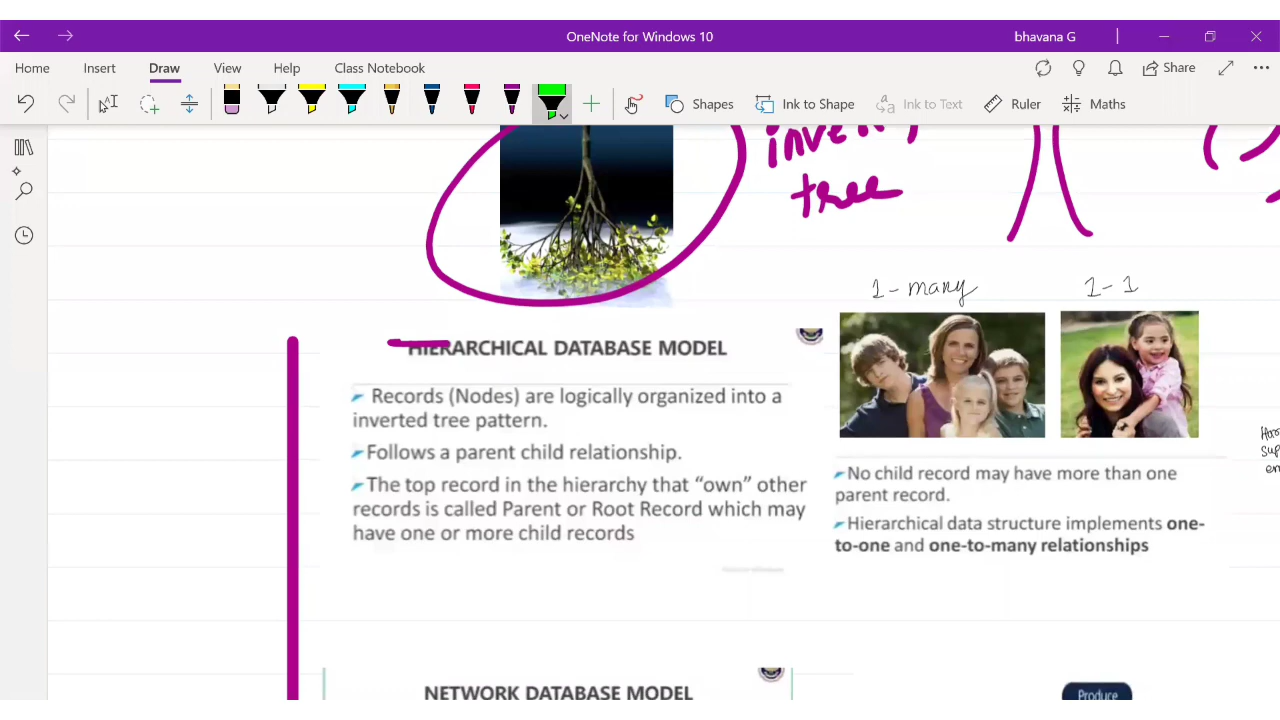 OneNote for Windows 10
bhavana G
Home Insert Draw View Help Class Notebook
Share
Shapes Ink to Shape Ink to Text Ruler Maths
tree
1 - many
1 - 1
HIERARCHICAL DATABASE MODEL
Records (Nodes) are logically organized into a
inverted tree pattern.
Follows a parent child relationship.
The top record in the hierarchy that “own” other
records is called Parent or Root Record which may
have one or more child records
No child record may have more than one
parent record.
Hierarchical data structure implements one-
to-one and one-to-many relationships
NETWORK DATABASE MODEL
Produce